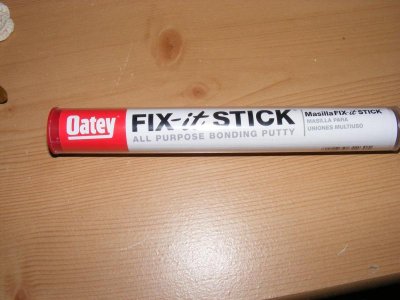 Oatey
FIX-it STICK
ALL PURPOSE BONDING PUTTY
Masilla FIX-it STICK
MASILLA PARA
UNIONES MULTIUSO